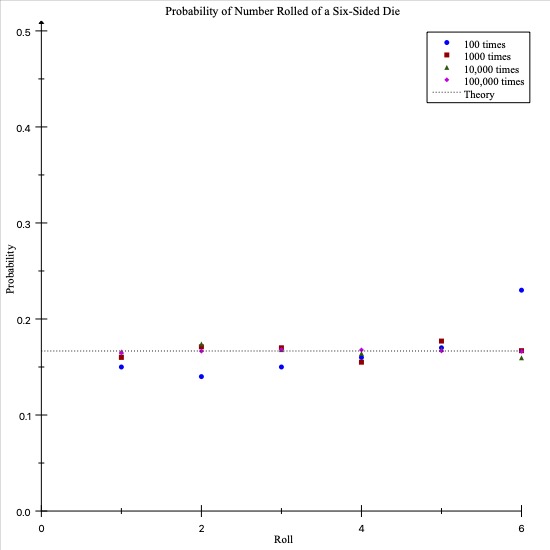 Probability of Number Rolled of a Six-Sided Die
100 times
1000 times
10,000 times
100,000 times
Theory
0.5
0.4
0.3
0.2
0.1
0.0
Probability
0 2 4 6
Roll